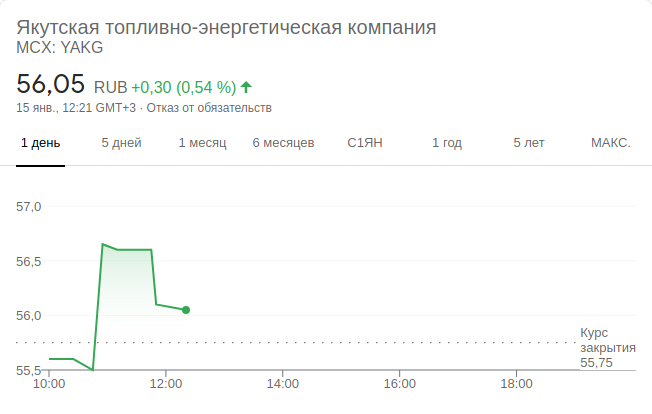 Якутская топливно-энергетическая компания
MCX: YAKG
56,05 RUB +0,30 (0,54 %)
15 янв., 12:21 GMT+3 · Отказ от обязательств
1 день 5 дней 1 месяц 6 месяцев С1ЯН 1 год 5 лет МАКС.
57,0
56,5
56,0
Курс
закрытия
55,75
55,5
10:00 12:00 14:00 16:00 18:00